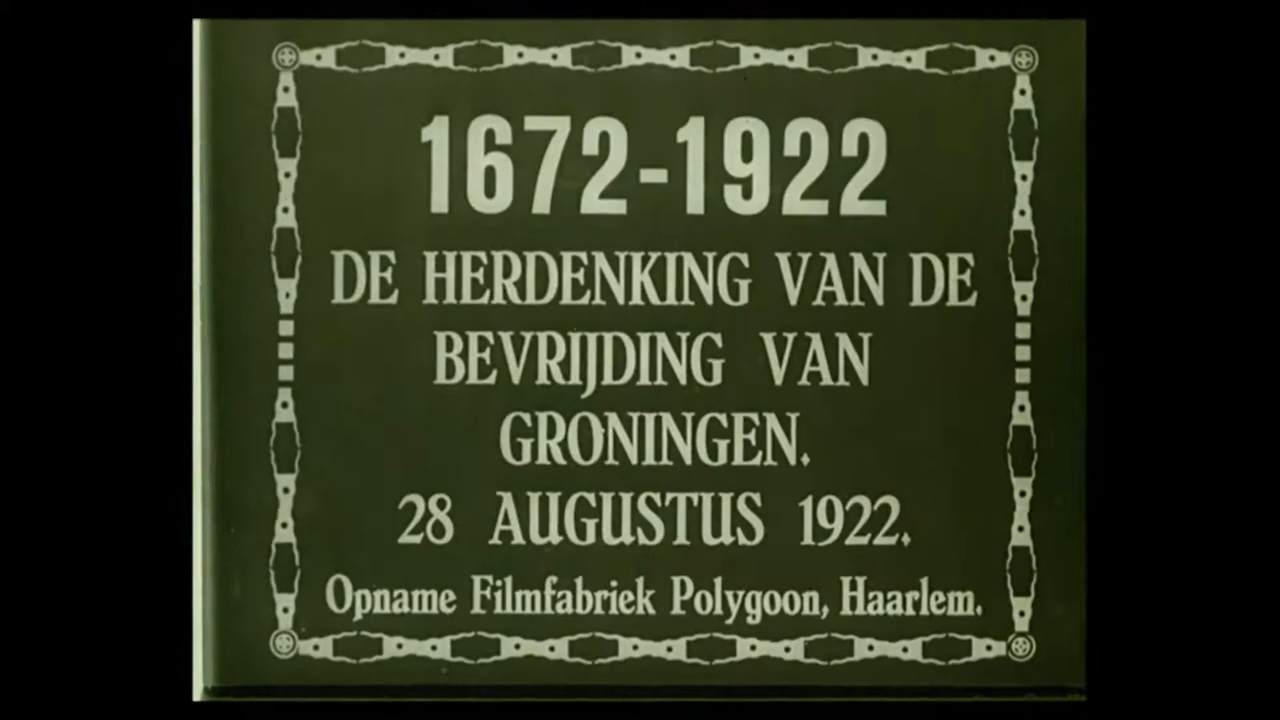 1672-1922
DE HERDENKING VAN DE
BEVRIJDING VAN
GRONINGEN.
28 AUGUSTUS 1922.
Opname Filmfabriek Polygoon, Haarlem.